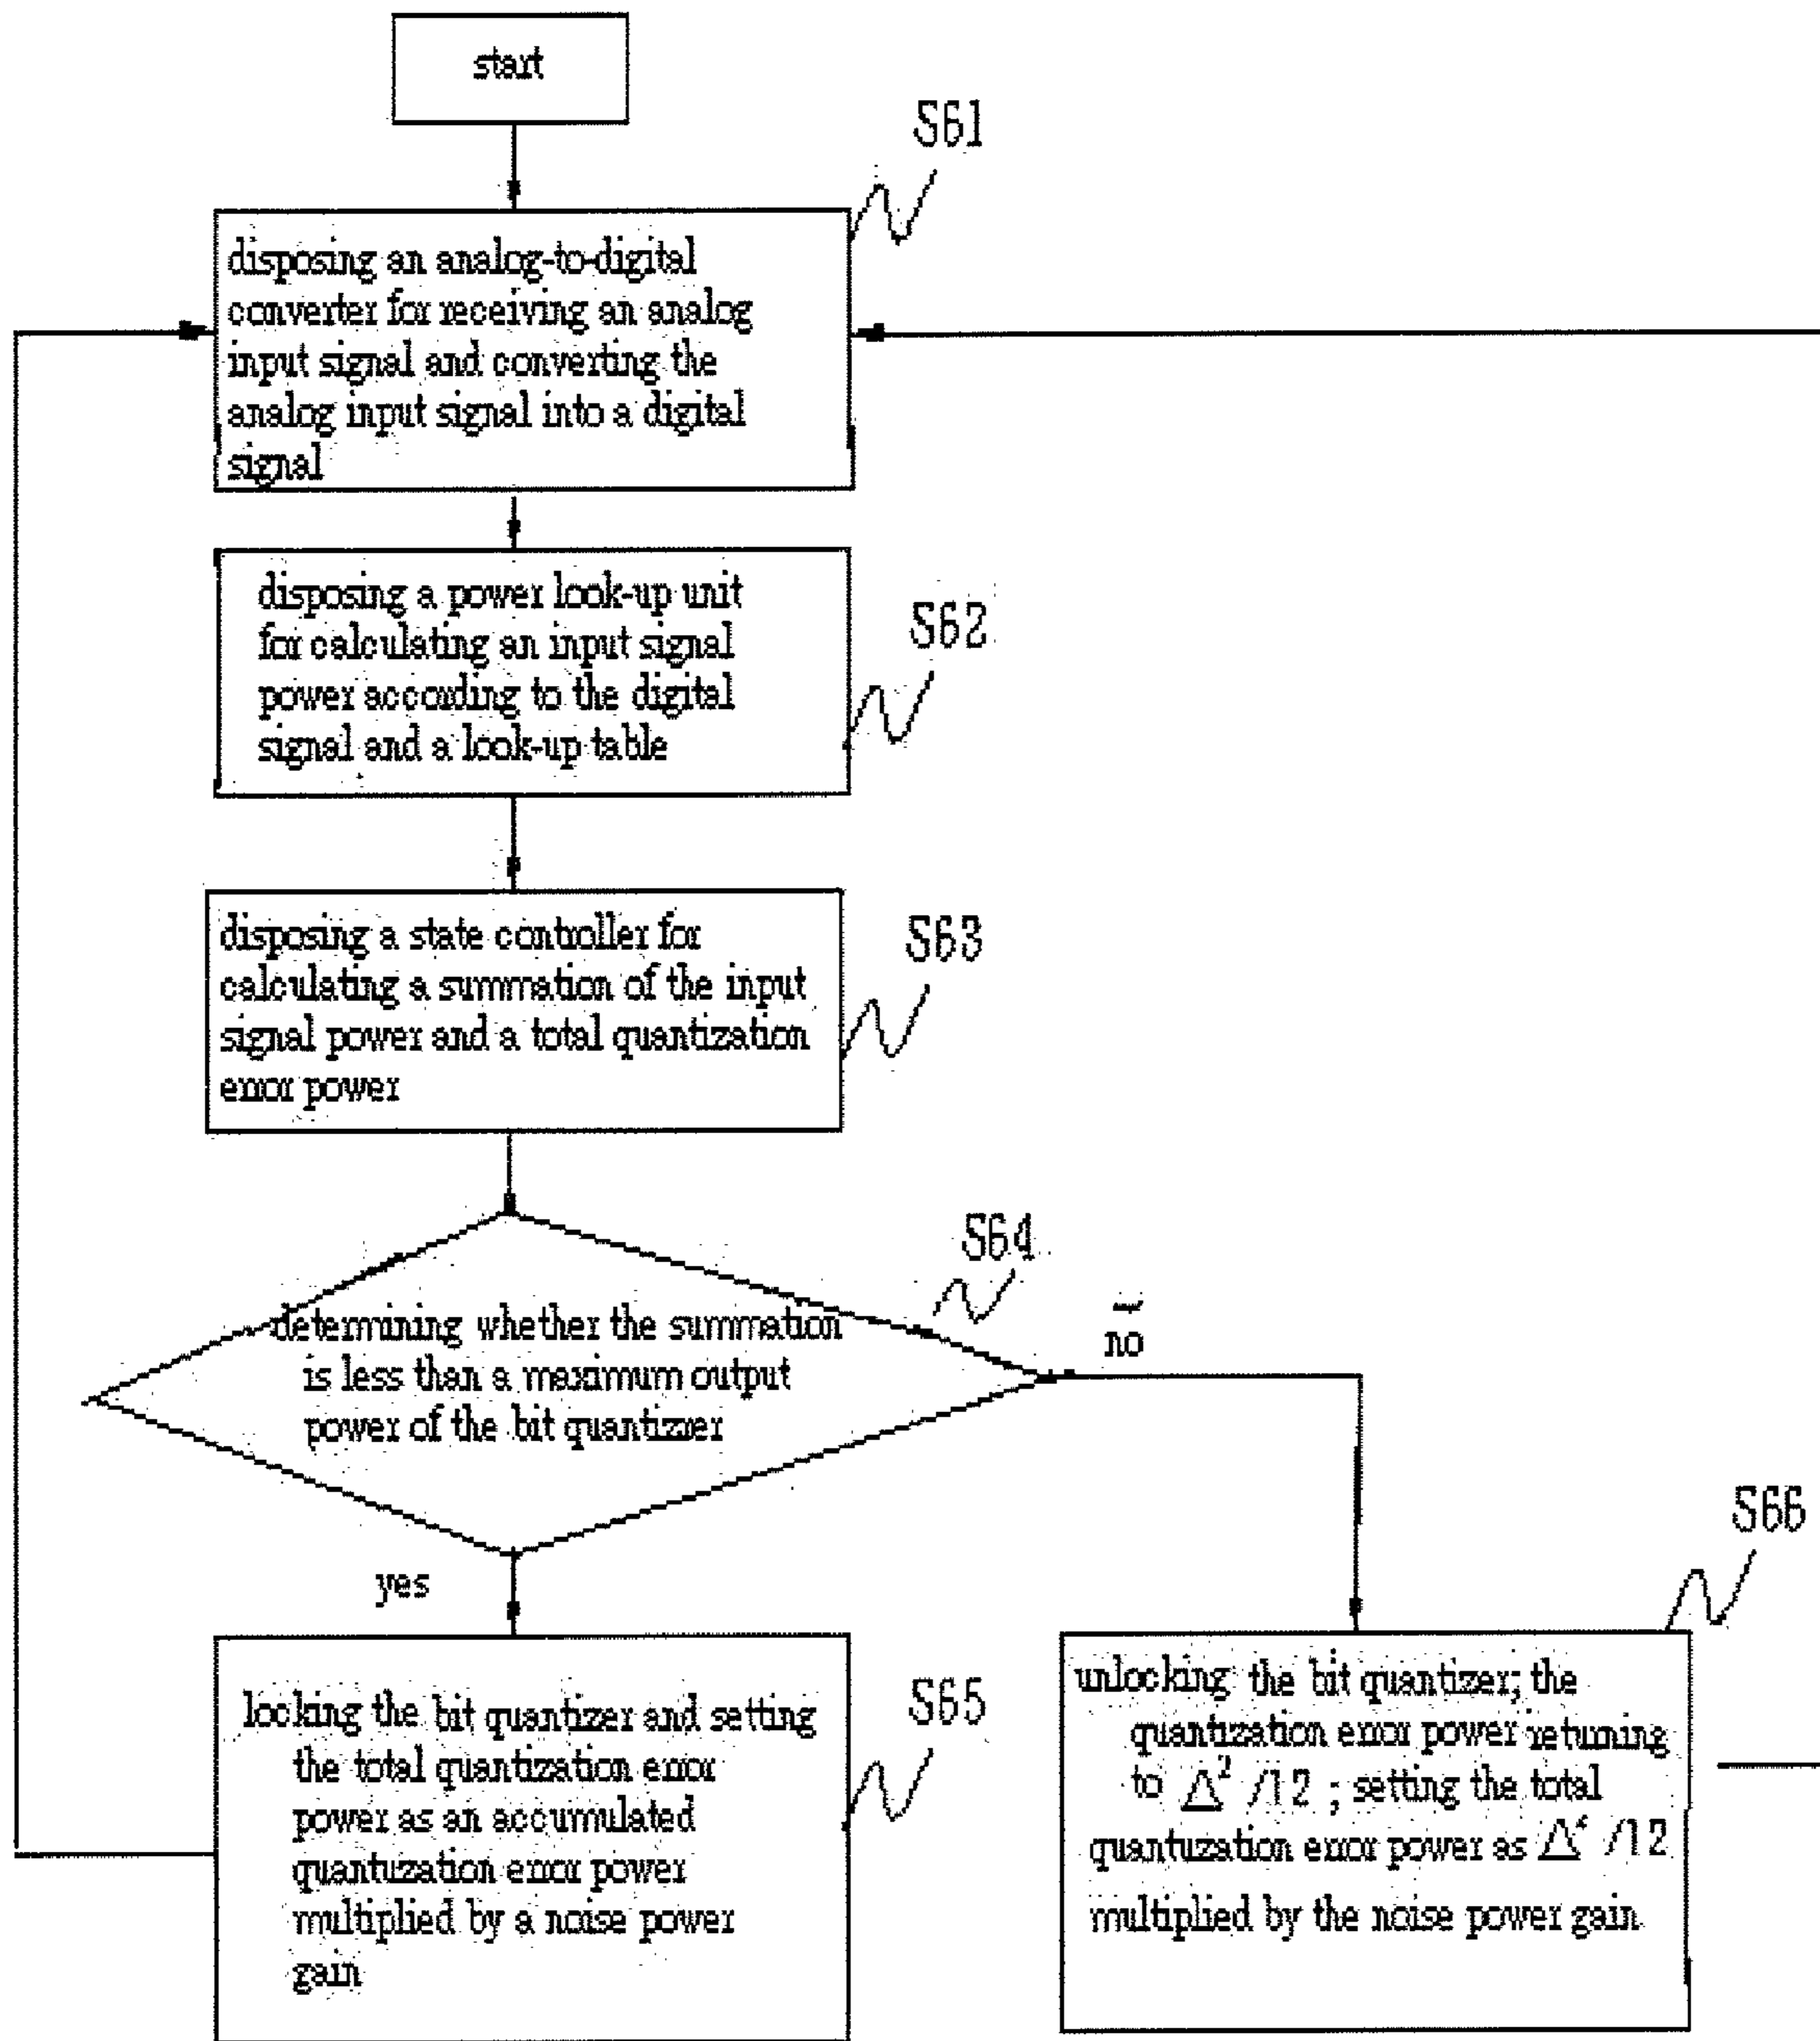 start
S61
disposing an analog-to-digital
converter for receiving an analog
input signal and converting the
analog input signal into a digital
signal
disposing a power look-up unit
for calculating an input signal
power according to the digital
signal and a look-up table
S62
disposing a state controller for
calculating a summation of the input
signal power and a total quantization
error power
S63
S64
determining whether the summation
is less than a maximum output
power of the bit quantizer
no
yes
locking the bit quantizer and setting
the total quantization error
power as an accumulated
quantuzation error power
multiplied by a noise power
gain
S65
S66
unlocking the bit quantizer; the
quantization error power returning
to Δ² /12 ; setting the total
quantuzation error power as Δ² /12
multiplied by the noise power gain